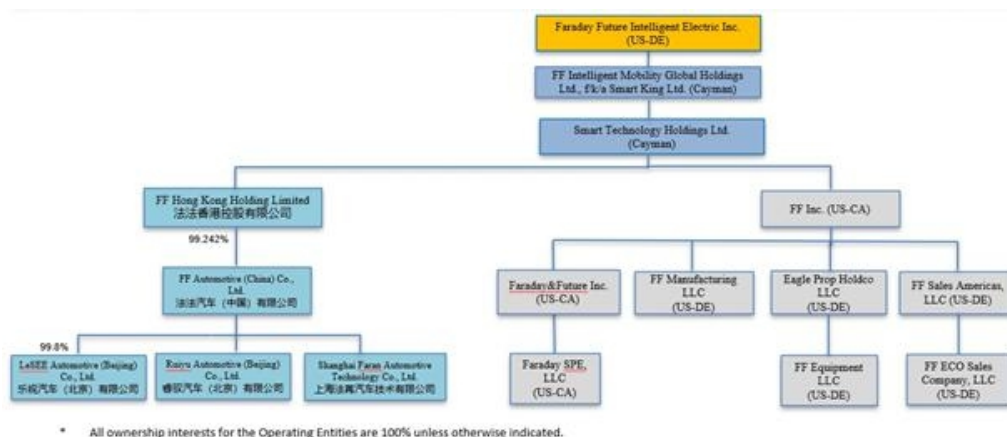 Faraday Future Intelligent Electric Inc.
(US-DE)
FF Intelligent Mobility Global Holdings
Ltd., f/k/a Smart King Ltd. (Cayman)
Smart Technology Holdings Ltd.
(Cayman)
FF Hong Kong Holding Limited
法法香港控股有限公司
FF Inc. (US-CA)
99.242%
FF Automotive (China) Co.,
Ltd.
法法汽车（中国）有限公司
Faraday&Future Inc.
(US-CA)
FF Manufacturing
LLC
(US-DE)
Eagle Prop Holdco
LLC
(US-DE)
FF Sales Americas,
LLC (US-DE)
99.8%
LeSEE Automotive (Beijing)
Co., Ltd.
乐视汽车（北京）有限公司
Ruiyu Automotive (Beijing)
Co., Ltd.
睿驭汽车（北京）有限公司
Shanghai Faran Automotive
Technology Co., Ltd.
上海法冉汽车技术有限公司
Faraday SPE,
LLC
(US-CA)
FF Equipment
LLC
(US-DE)
FF ECO Sales
Company, LLC
(US-DE)
* All ownership interests for the Operating Entities are 100% unless otherwise indicated.